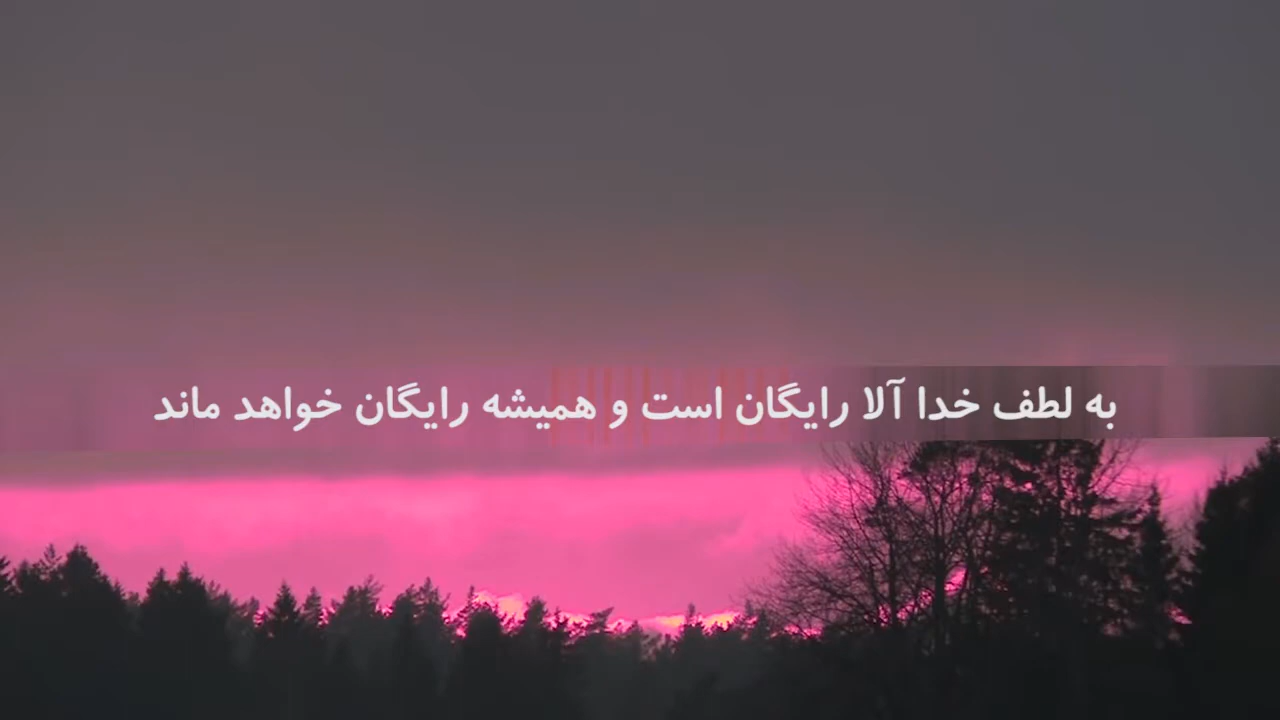 به لطف خدا آلا رایگان است و همیشه رایگان خواهد ماند